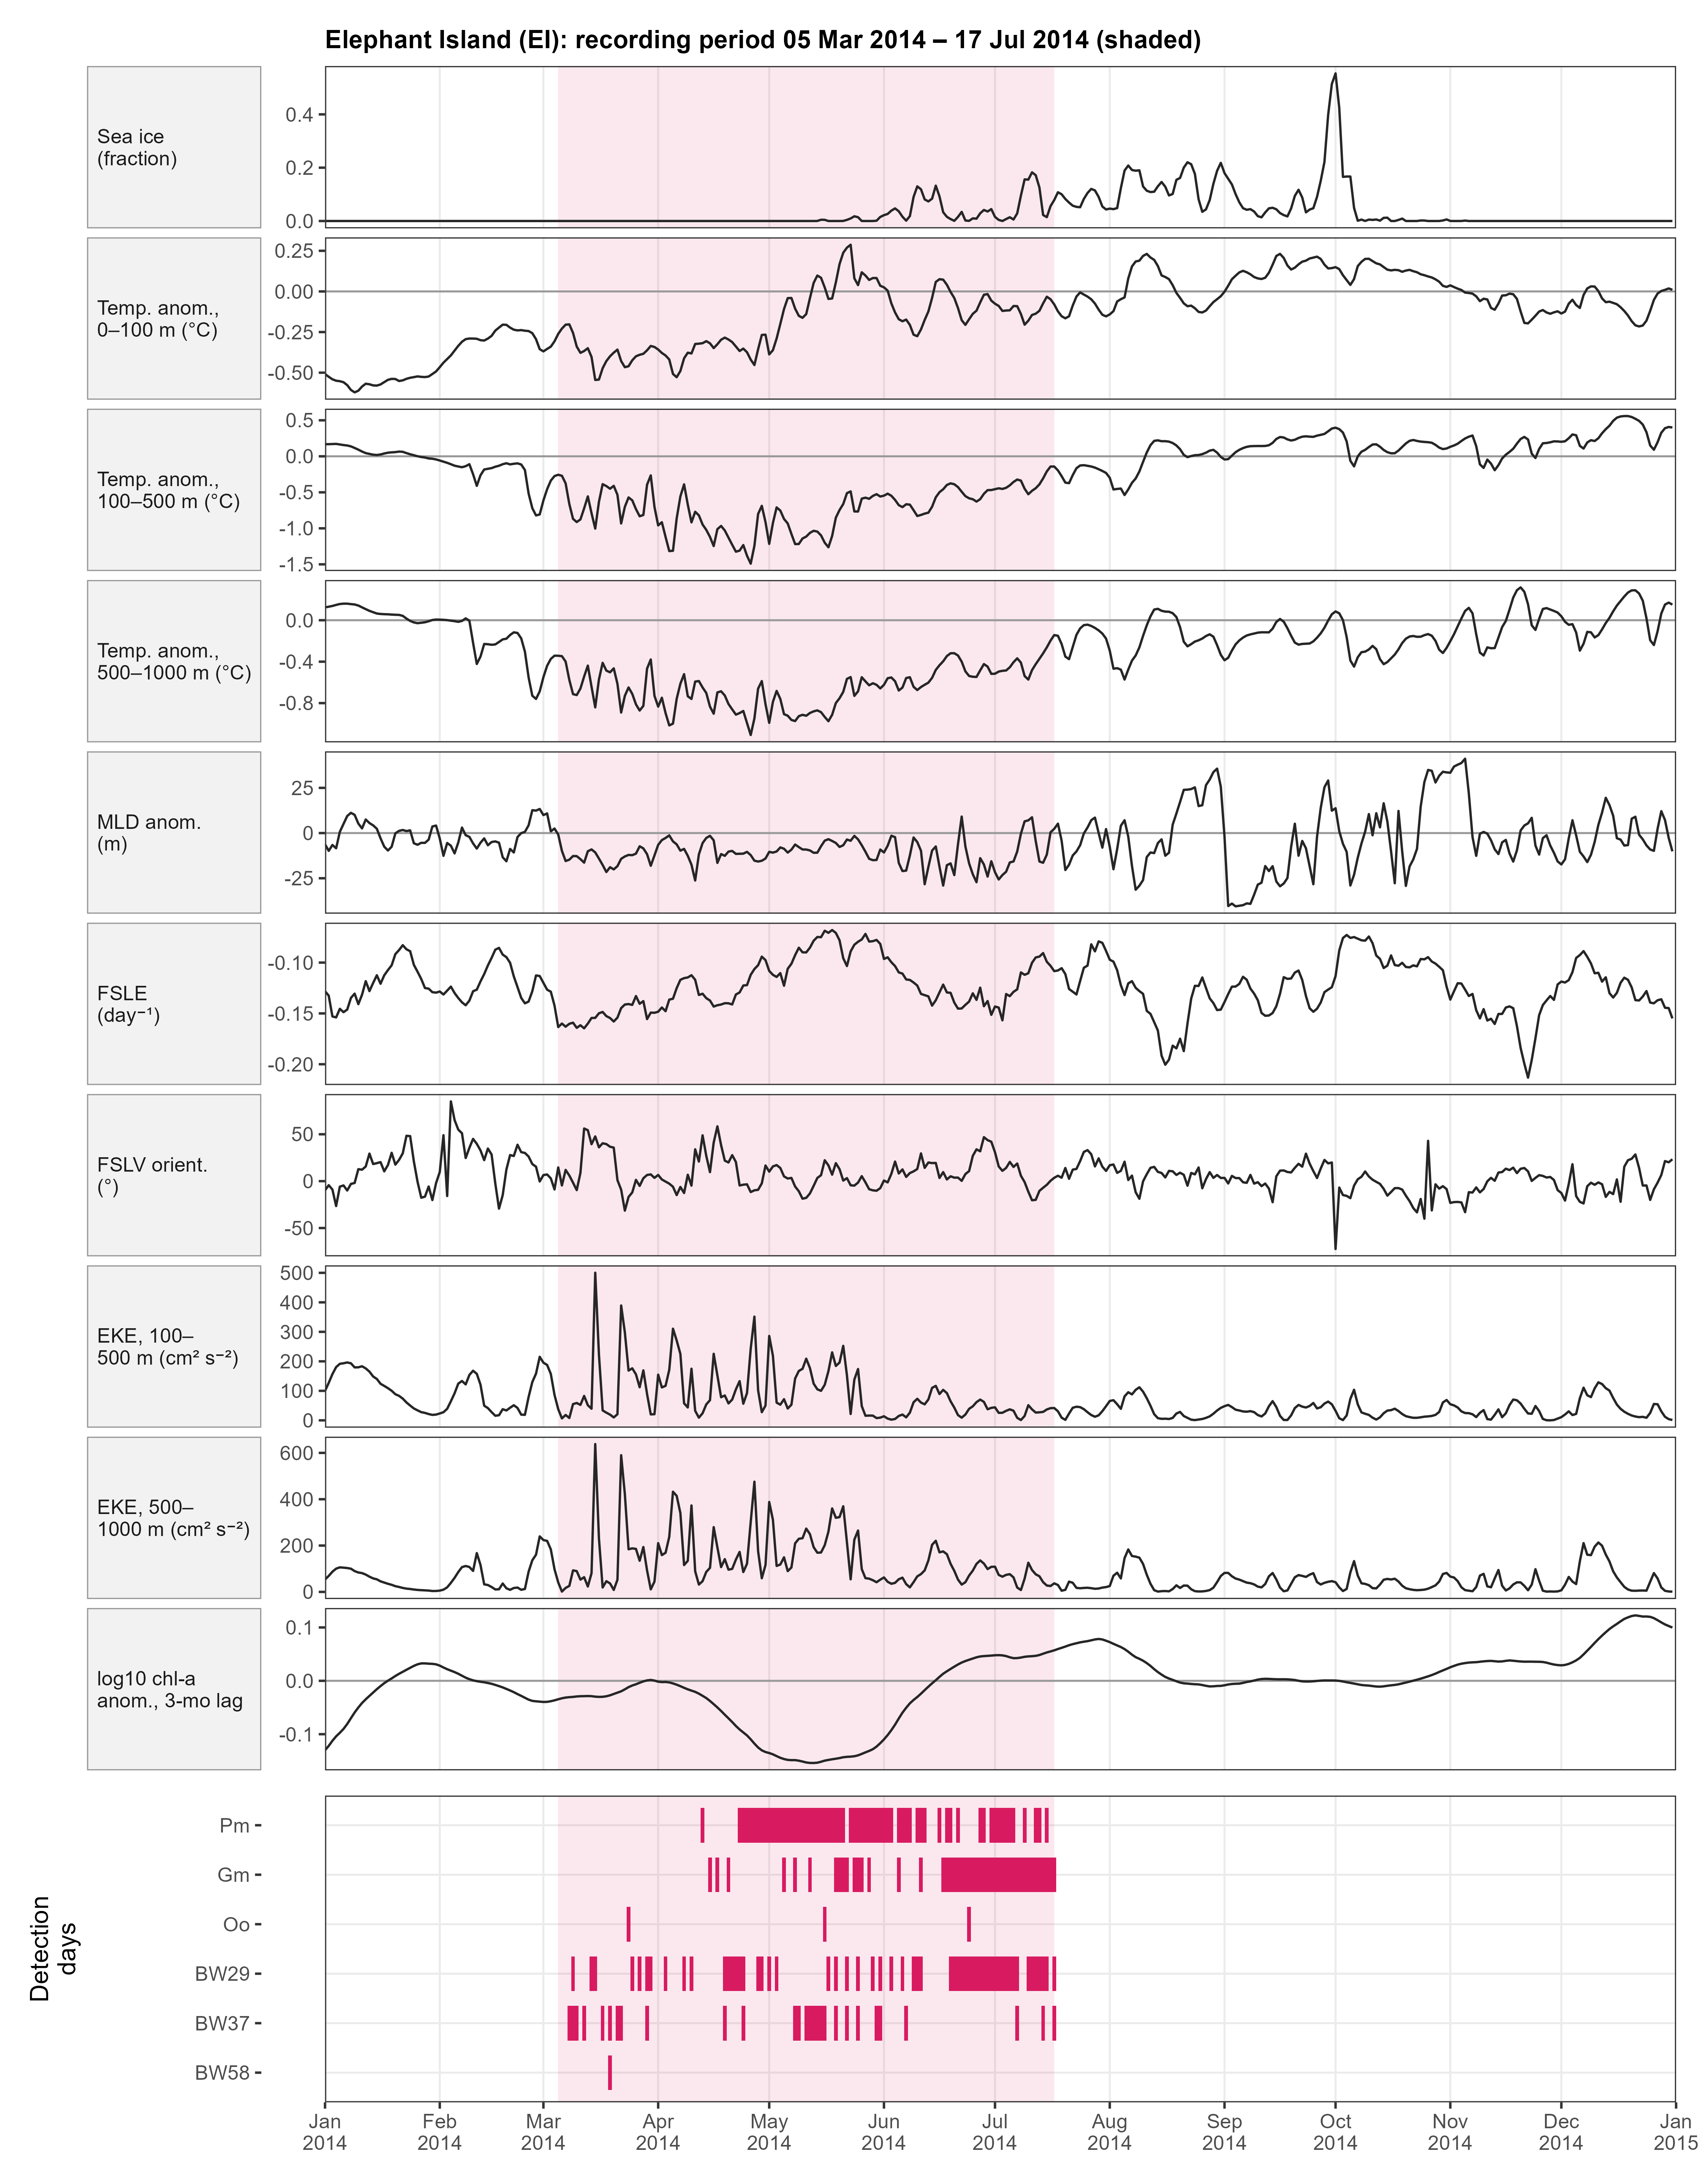 Elephant Island (EI): recording period 05 Mar 2014 – 17 Jul 2014 (shaded)
Sea ice
(fraction)
0.4
0.2
0.0
Temp. anom.,
0–100 m (°C)
0.25
0.00
-0.25
-0.50
Temp. anom.,
100–500 m (°C)
0.5
0.0
-0.5
-1.0
-1.5
Temp. anom.,
500–1000 m (°C)
0.0
-0.4
-0.8
MLD anom.
(m)
25
0
-25
FSLE
(day⁻¹)
-0.10
-0.15
-0.20
FSLV orient.
(°)
50
0
-50
EKE, 100–
500 m (cm² s⁻²)
500
400
300
200
100
0
EKE, 500–
1000 m (cm² s⁻²)
600
400
200
0
log10 chl-a
anom., 3-mo lag
0.1
0.0
-0.1
Detection
days
Pm
Gm
Oo
BW29
BW37
BW58
Jan Feb Mar Apr May Jun Jul Aug Sep Oct Nov Dec Jan
2014 2014 2014 2014 2014 2014 2014 2014 2014 2014 2014 2014 2015